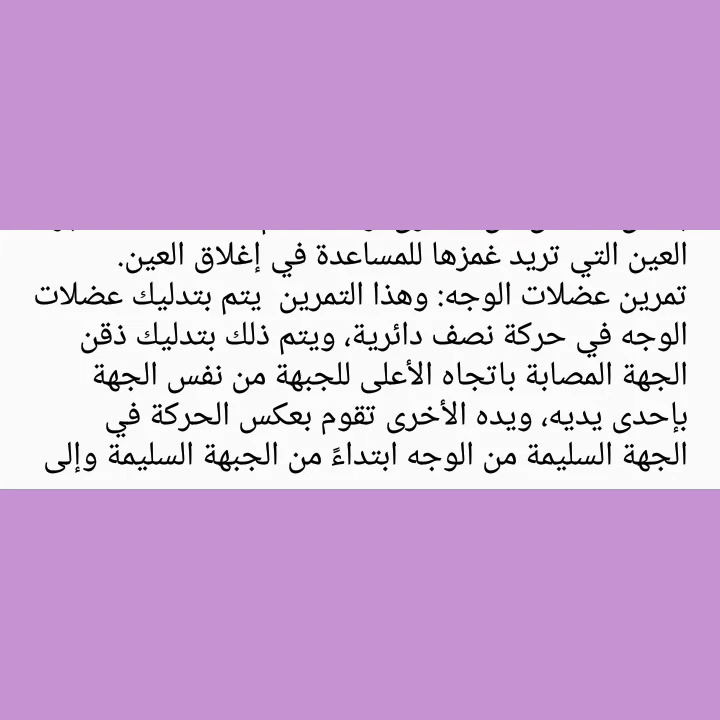 العين التي تريد غمزها للمساعدة في إغلاق العين.
تمرين عضلات الوجه: وهذا التمرين  يتم بتدليك عضلات
الوجه في حركة نصف دائرية، ويتم ذلك بتدليك ذقن
الجهة المصابة باتجاه الأعلى للجبهة من نفس الجهة
بإحدى يديه، ويده الأخرى تقوم بعكس الحركة في
الجهة السليمة من الوجه ابتداءً من الجبهة السليمة وإلى